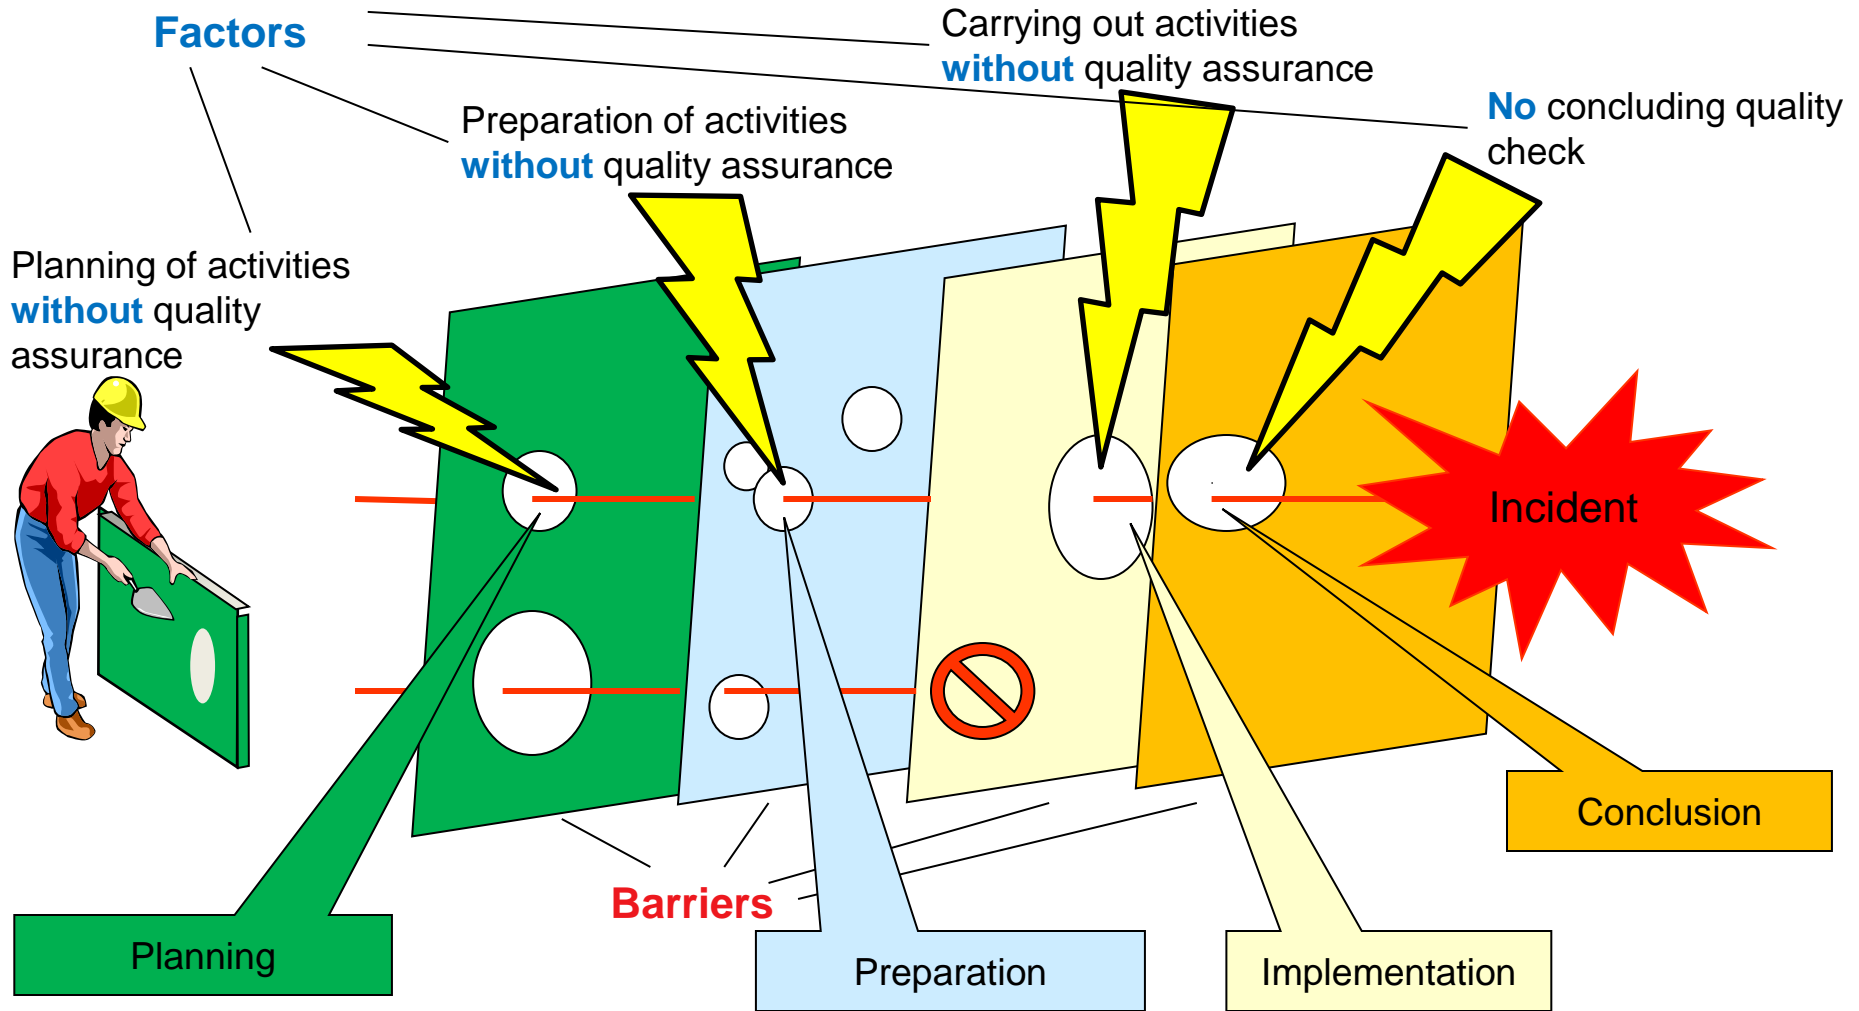 Factors
Carrying out activities
without quality assurance
No concluding quality
check
Preparation of activities
without quality assurance
Planning of activities
without quality
assurance
Incident
Conclusion
Barriers
Planning
Preparation
Implementation